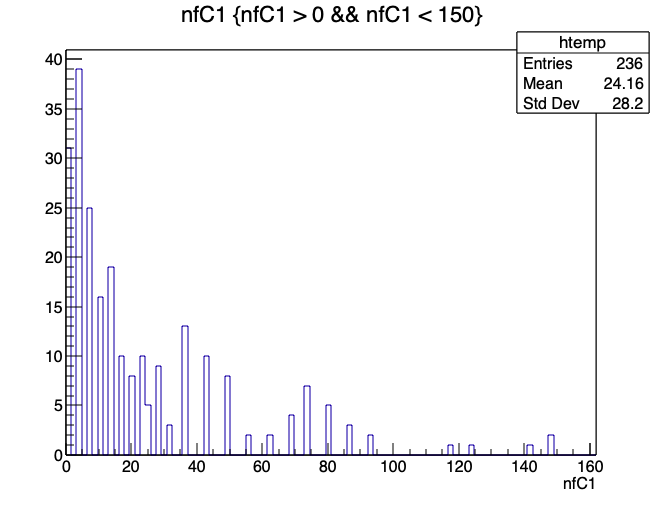 nfC1 {nfC1 > 0 && nfC1 < 150}
htemp
Entries 236
Mean 24.16
Std Dev 28.2
40
35
30
25
20
15
10
5
0
0 20 40 60 80 100 120 140 160
nfC1